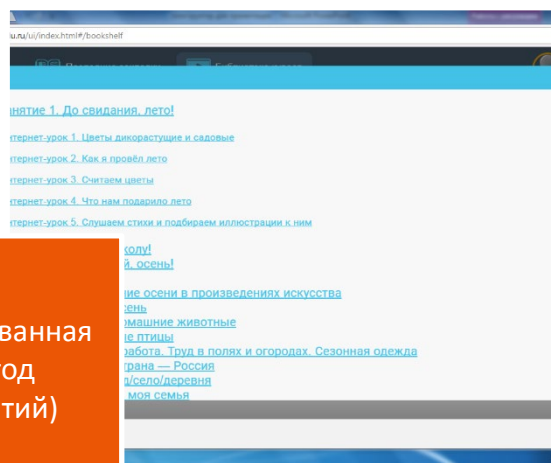 u.ru/ui/index.html#/bookshelf
нятие 1. До свидания, лето!
тернет-урок 1. Цветы дикорастущие и садовые
тернет-урок 2. Как я провёл лето
тернет-урок 3. Считаем цветы
тернет-урок 4. Что нам подарило лето
тернет-урок 5. Слушаем стихи и подбираем иллюстрации к ним
колу!
й, осень!
ие осени в произведениях искусства
сень
омашние животные
е птицы
работа. Труд в полях и огородах. Сезонная одежда
трана — Россия
д/село/деревня
моя семья
ванная
од
тий)